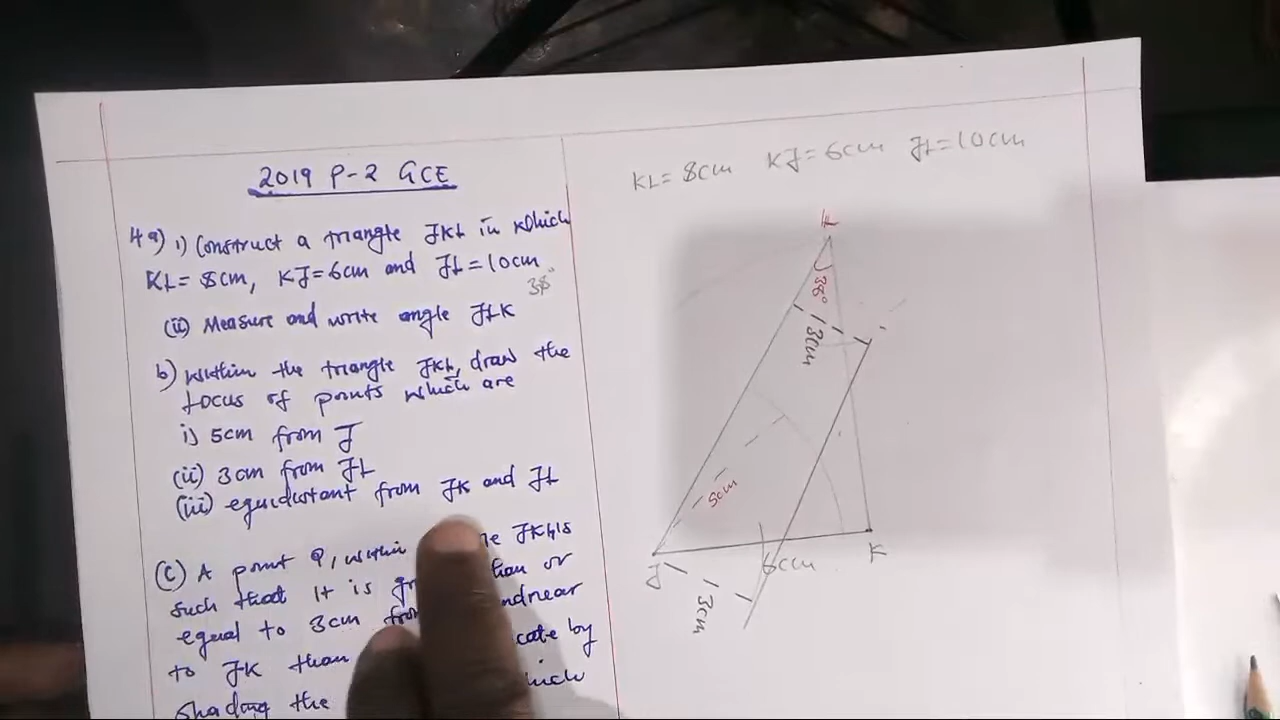 2019 P-2 GCE
4a) i) Construct a triangle JKL in which
KL = 8cm, KJ = 6cm and JL = 10cm
38°
(ii) Measure and write angle JLK
b) within the triangle JKL, draw the
locus of points which are
i) 5cm from J
(ii) 3cm from JL
(iii) equidistant from JK and JL
(c) A point Q, within JKL is
such that it is than or
equal to 3cm
to JK than by
shading the
KL = 8cm KJ = 6cm JL = 10cm
L
38°
3cm
5cm
J
6cm
K
3cm